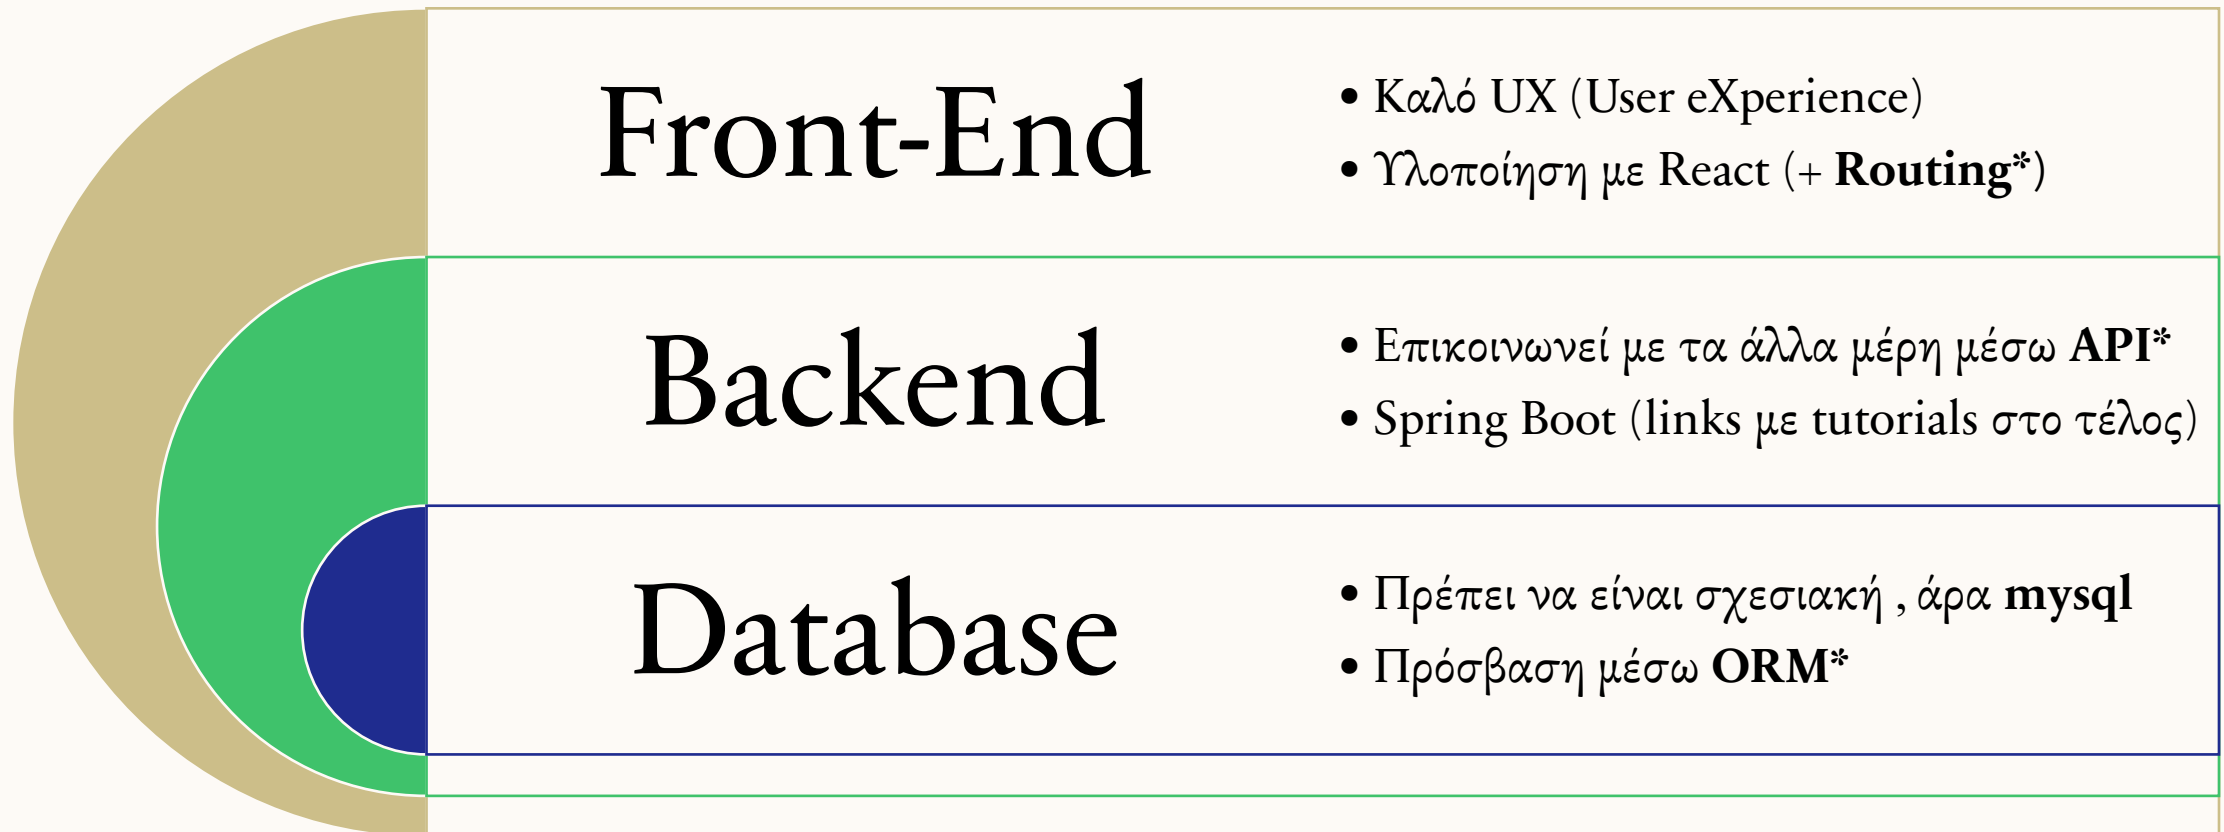 Front-End
• Καλό UX (User eXperience)
• Υλοποίηση με React (+ Routing*)
Backend
• Επικοινωνεί με τα άλλα μέρη μέσω API*
• Spring Boot (links με tutorials στο τέλος)
Database
• Πρέπει να είναι σχεσιακή , άρα mysql
• Πρόσβαση μέσω ORM*